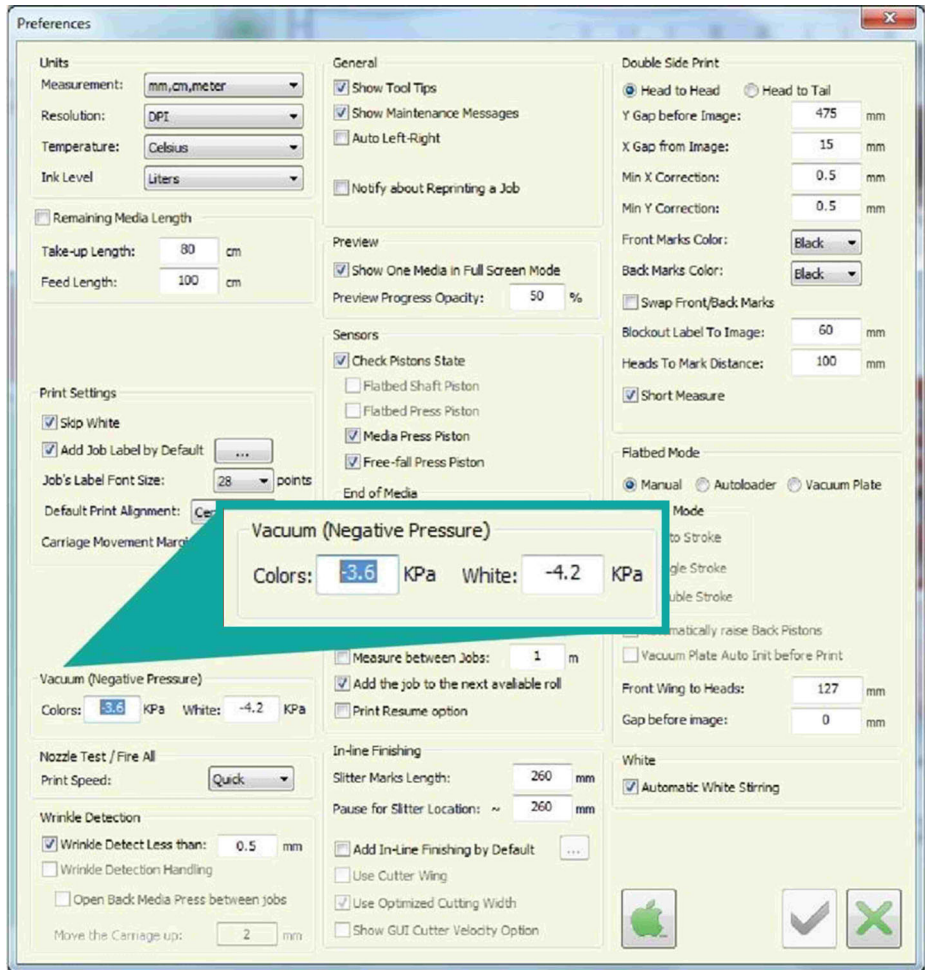 Preferences
Units
Measurement: mm,cm,meter
Resolution: DPI
Temperature: Celsius
Ink Level Liters
Remaining Media Length
Take-up Length: 80 cm
Feed Length: 100 cm
Print Settings
Skip White
Add Job Label by Default ...
Job's Label Font Size: 28 points
Default Print Alignment:
Carriage Movement
Vacuum (Negative Pressure)
Colors: -3.6 KPa White: -4.2 KPa
Nozzle Test / Fire All
Print Speed: Quick
Wrinkle Detection
Wrinkle Detect Less than: 0.5 mm
Wrinkle Detection Handling
Open Back Media Press between jobs
Move the Carriage up: 2 mm
General
Show Tool Tips
Show Maintenance Messages
Auto Left-Right
Notify about Reprinting a Job
Preview
Show One Media in Full Screen Mode
Preview Progress Opacity: 50 %
Sensors
Check Pistons State
Flatbed Shaft Piston
Flatbed Press Piston
Media Press Piston
Free-fall Press Piston
End of Media
Vacuum (Negative Pressure)
Colors: -3.6 KPa White: -4.2 KPa
Measure between Jobs: 1 m
Add the job to the next available roll
Print Resume option
In-line Finishing
Slitter Marks Length: 260 mm
Pause for Slitter Location: ~ 260 mm
Add In-Line Finishing by Default ...
Use Cutter Wing
Use Optimized Cutting Width
Show GUI Cutter Velocity Option
Double Side Print
Head to Head Head to Tail
Y Gap before Image: 475 mm
X Gap from Image: 15 mm
Min X Correction: 0.5 mm
Min Y Correction: 0.5 mm
Front Marks Color: Black
Back Marks Color: Black
Swap Front/Back Marks
Blockout Label To Image: 60 mm
Heads To Mark Distance: 100 mm
Short Measure
Flatbed Mode
Manual Autoloader Vacuum Plate
Mode
Stroke
Stroke
Stroke
raise Back Pistons
Vacuum Plate Auto Init before Print
Front Wing to Heads: 127 mm
Gap before image: 0 mm
White
Automatic White Stirring